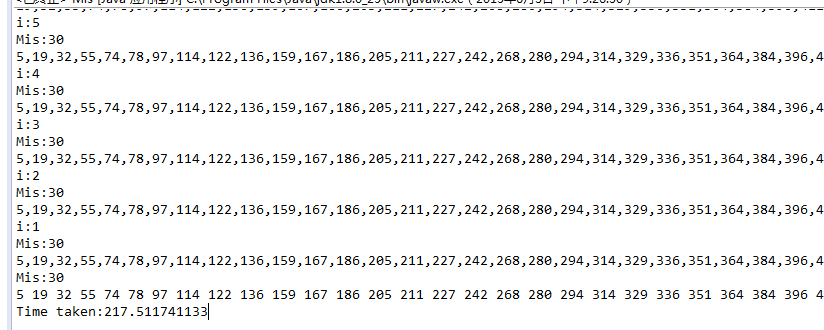 i:5
Mis:30
5,19,32,55,74,78,97,114,122,136,159,167,186,205,211,227,242,268,280,294,314,329,336,351,364,384,396,4
i:4
Mis:30
5,19,32,55,74,78,97,114,122,136,159,167,186,205,211,227,242,268,280,294,314,329,336,351,364,384,396,4
i:3
Mis:30
5,19,32,55,74,78,97,114,122,136,159,167,186,205,211,227,242,268,280,294,314,329,336,351,364,384,396,4
i:2
Mis:30
5,19,32,55,74,78,97,114,122,136,159,167,186,205,211,227,242,268,280,294,314,329,336,351,364,384,396,4
i:1
Mis:30
5,19,32,55,74,78,97,114,122,136,159,167,186,205,211,227,242,268,280,294,314,329,336,351,364,384,396,4
Mis:30
5 19 32 55 74 78 97 114 122 136 159 167 186 205 211 227 242 268 280 294 314 329 336 351 364 384 396 4
Time taken:217.511741133